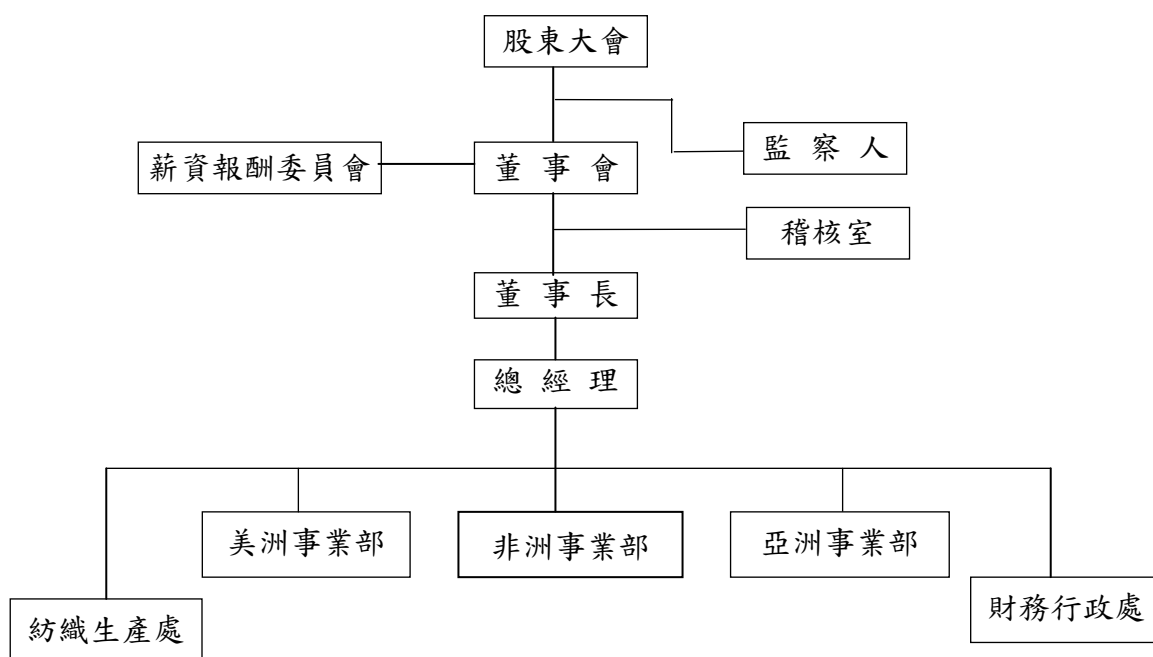 股東大會
監 察 人
薪資報酬委員會
董 事 會
稽核室
董 事 長
總 經 理
美洲事業部
非洲事業部
亞洲事業部
紡織生產處
財務行政處